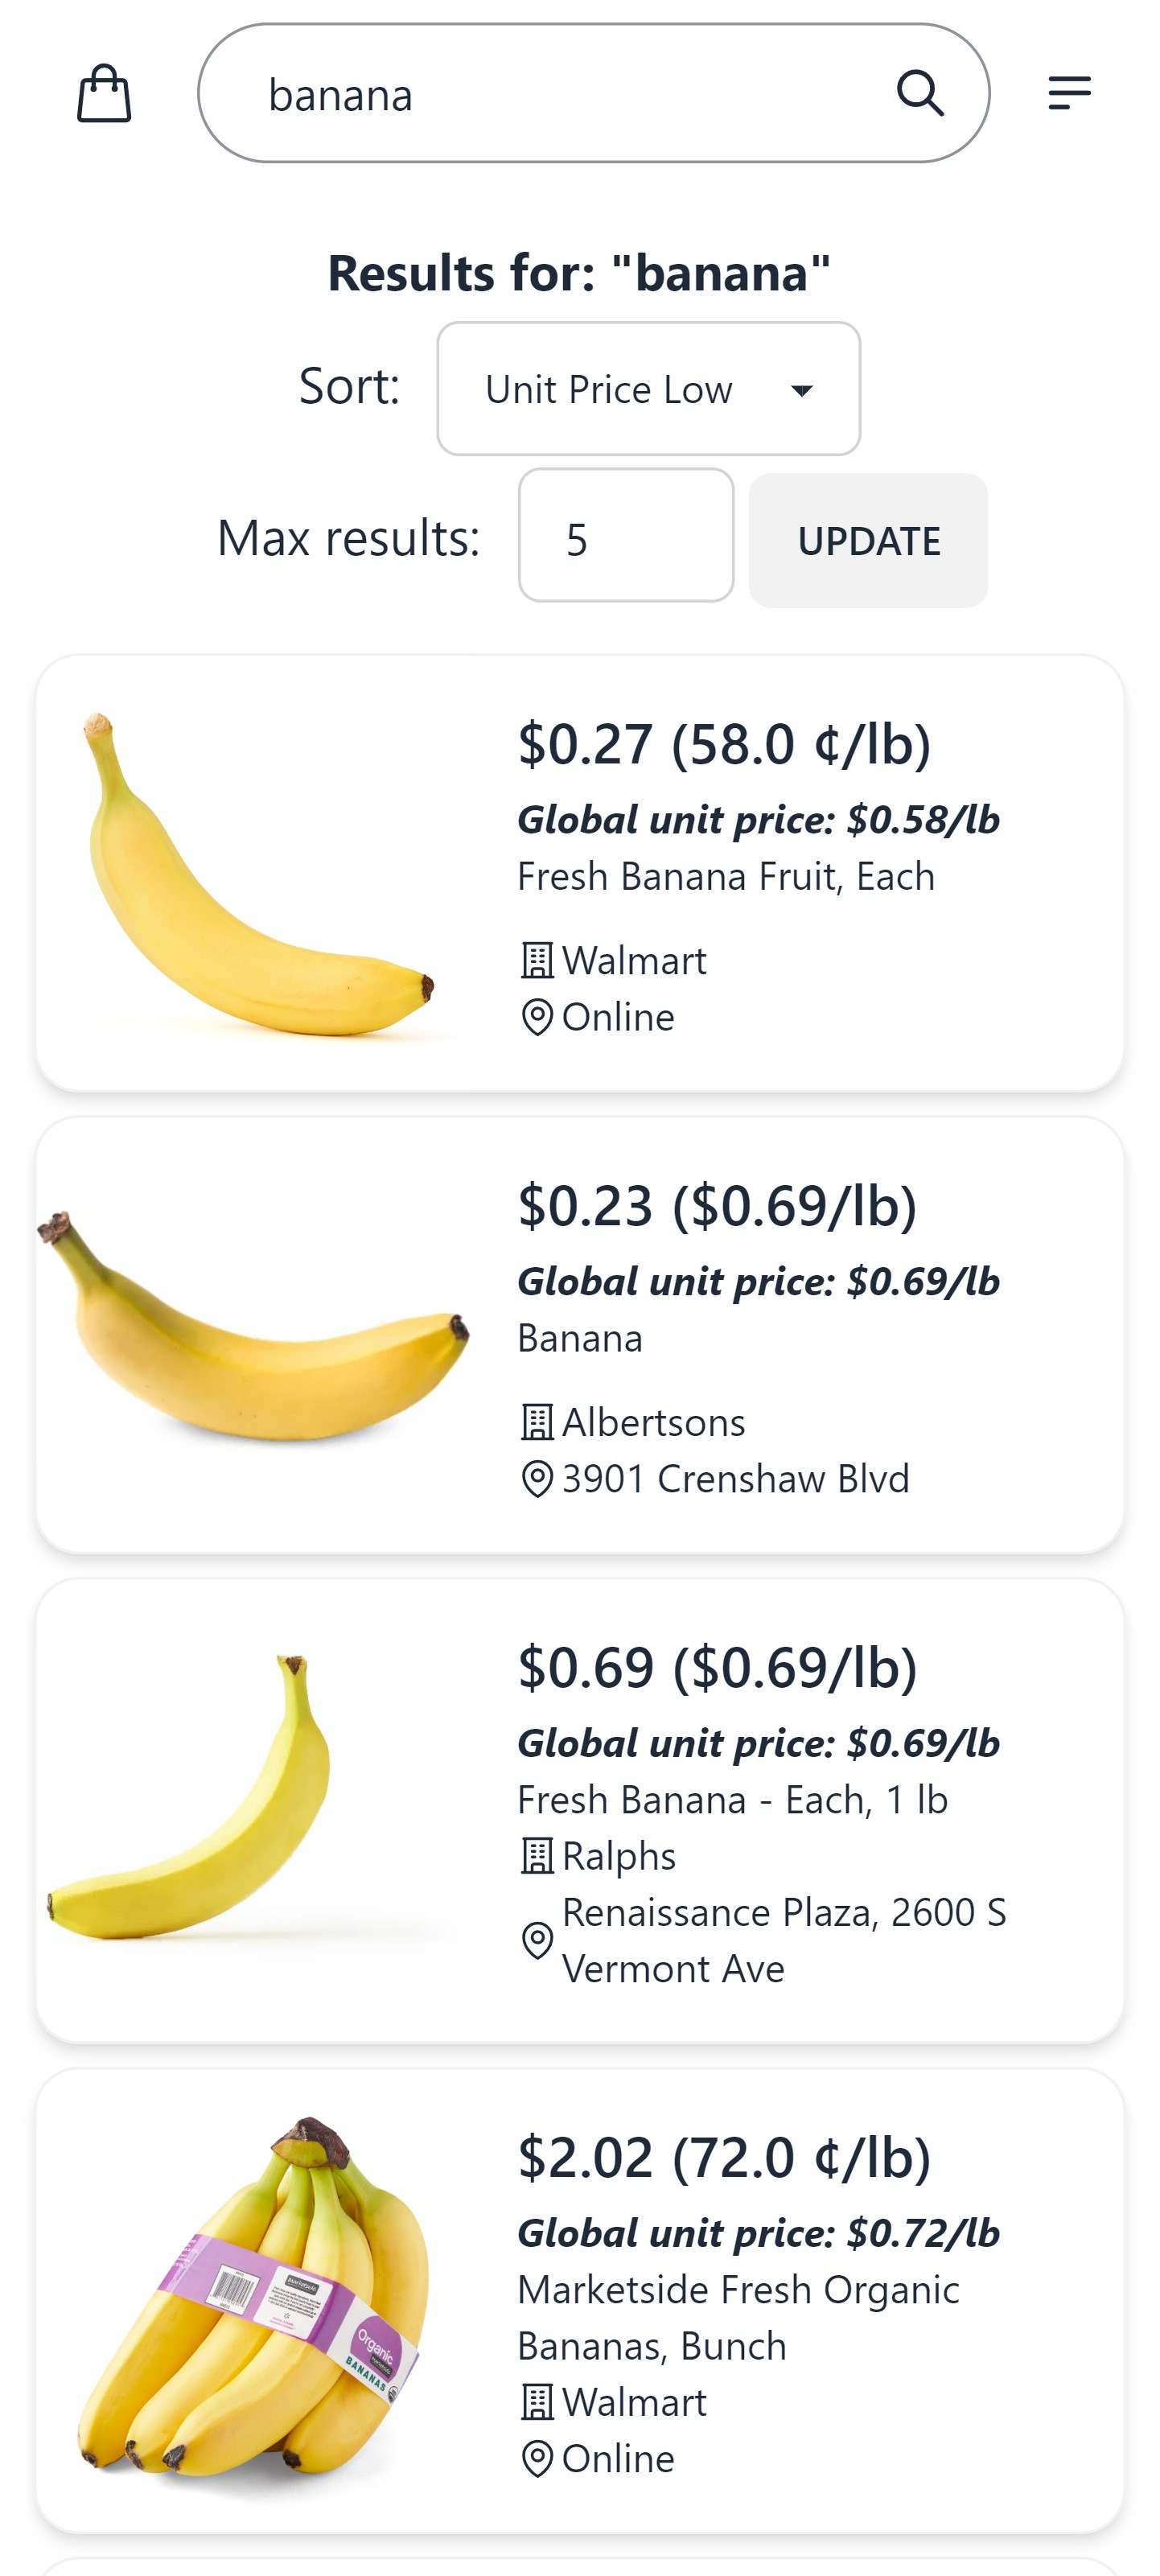 banana
Results for: "banana"
Sort:
Unit Price Low
Max results:
5
UPDATE
$0.27 (58.0 ¢/lb)
Global unit price: $0.58/lb
Fresh Banana Fruit, Each
Walmart
Online
$0.23 ($0.69/lb)
Global unit price: $0.69/lb
Banana
Albertsons
3901 Crenshaw Blvd
$0.69 ($0.69/lb)
Global unit price: $0.69/lb
Fresh Banana - Each, 1 lb
Ralphs
Renaissance Plaza, 2600 S
Vermont Ave
Organic
BANANAS
$2.02 (72.0 ¢/lb)
Global unit price: $0.72/lb
Marketside Fresh Organic
Bananas, Bunch
Walmart
Online